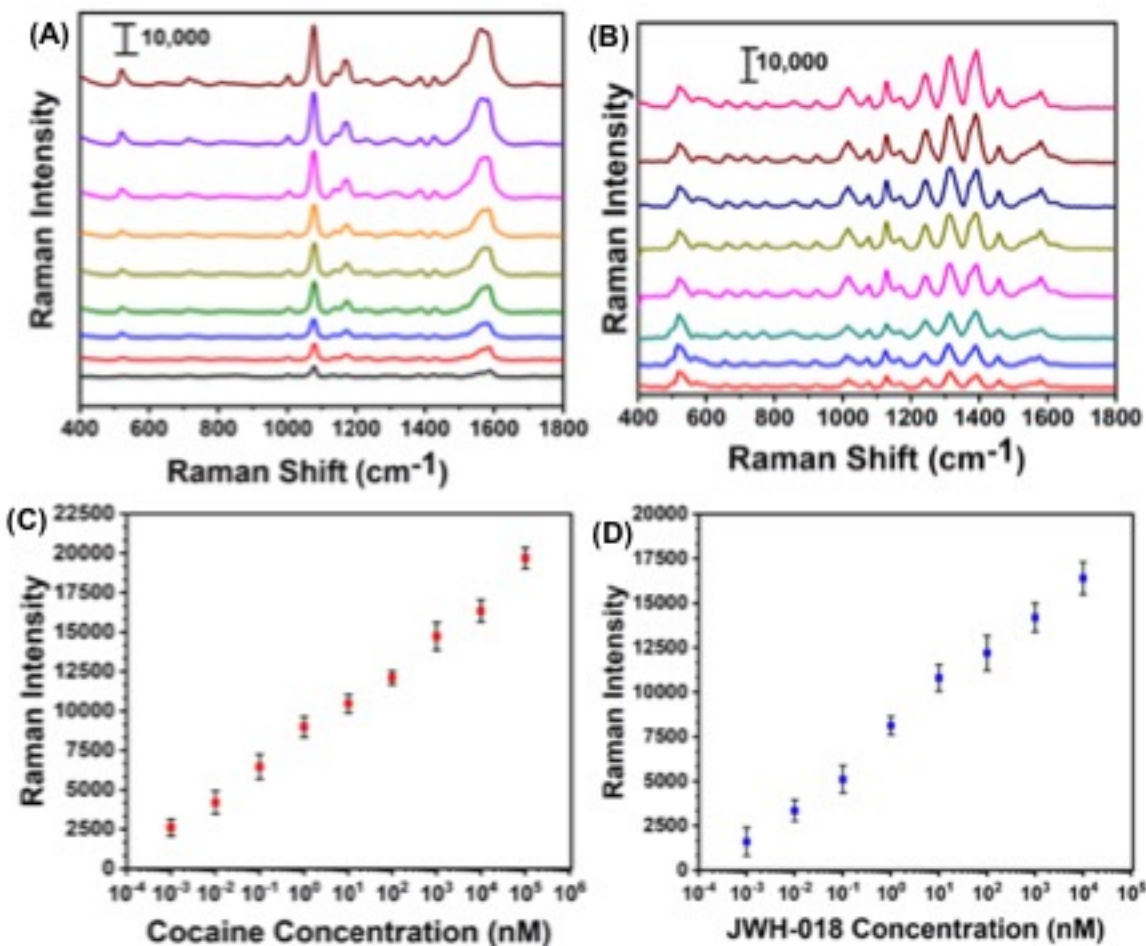 (A)
10,000
Raman Intensity
400 600 800 1000 1200 1400 1600 1800
Raman Shift (cm⁻¹)
(B)
10,000
Raman Intensity
400 600 800 1000 1200 1400 1600 1800
Raman Shift (cm⁻¹)
(C)
22500
20000
17500
15000
12500
10000
7500
5000
2500
0
Raman Intensity
10⁻⁴ 10⁻³ 10⁻² 10⁻¹ 10⁰ 10¹ 10² 10³ 10⁴ 10⁵ 10⁶
Cocaine Concentration (nM)
(D)
20000
17500
15000
12500
10000
7500
5000
2500
0
Raman Intensity
10⁻⁴ 10⁻³ 10⁻² 10⁻¹ 10⁰ 10¹ 10² 10³ 10⁴ 10⁵
JWH-018 Concentration (nM)